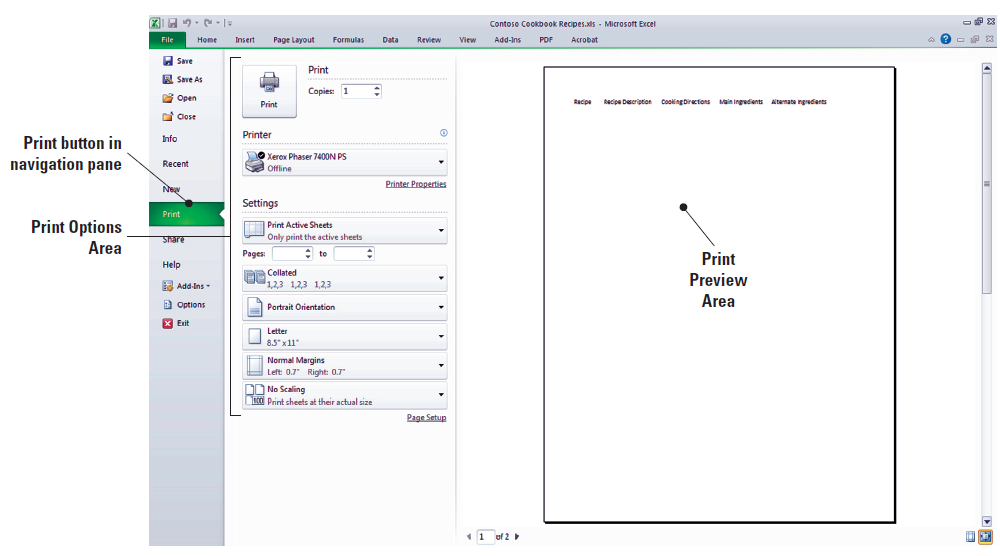 Contoso Cookbook Recipes.xls - Microsoft Excel
File Home Insert Page Layout Formulas Data Review View Add-Ins PDF Acrobat
Save
Save As
Open
Close
Info
Recent
New
Print
Share
Help
Add-Ins
Options
Exit
Print button in
navigation pane
Print Options
Area
Print
Print
Copies: 1
Printer
Xerox Phaser 7400N PS
Offline
Printer Properties
Settings
Print Active Sheets
Only print the active sheets
Pages: to
Collated
1,2,3 1,2,3 1,2,3
Portrait Orientation
Letter
8.5" x 11"
Normal Margins
Left: 0.7" Right: 0.7"
No Scaling
100
Print sheets at their actual size
Page Setup
Recipe Recipe Description Cooking Directions Main Ingredients Alternate Ingredients
Print
Preview
Area
1 of 2